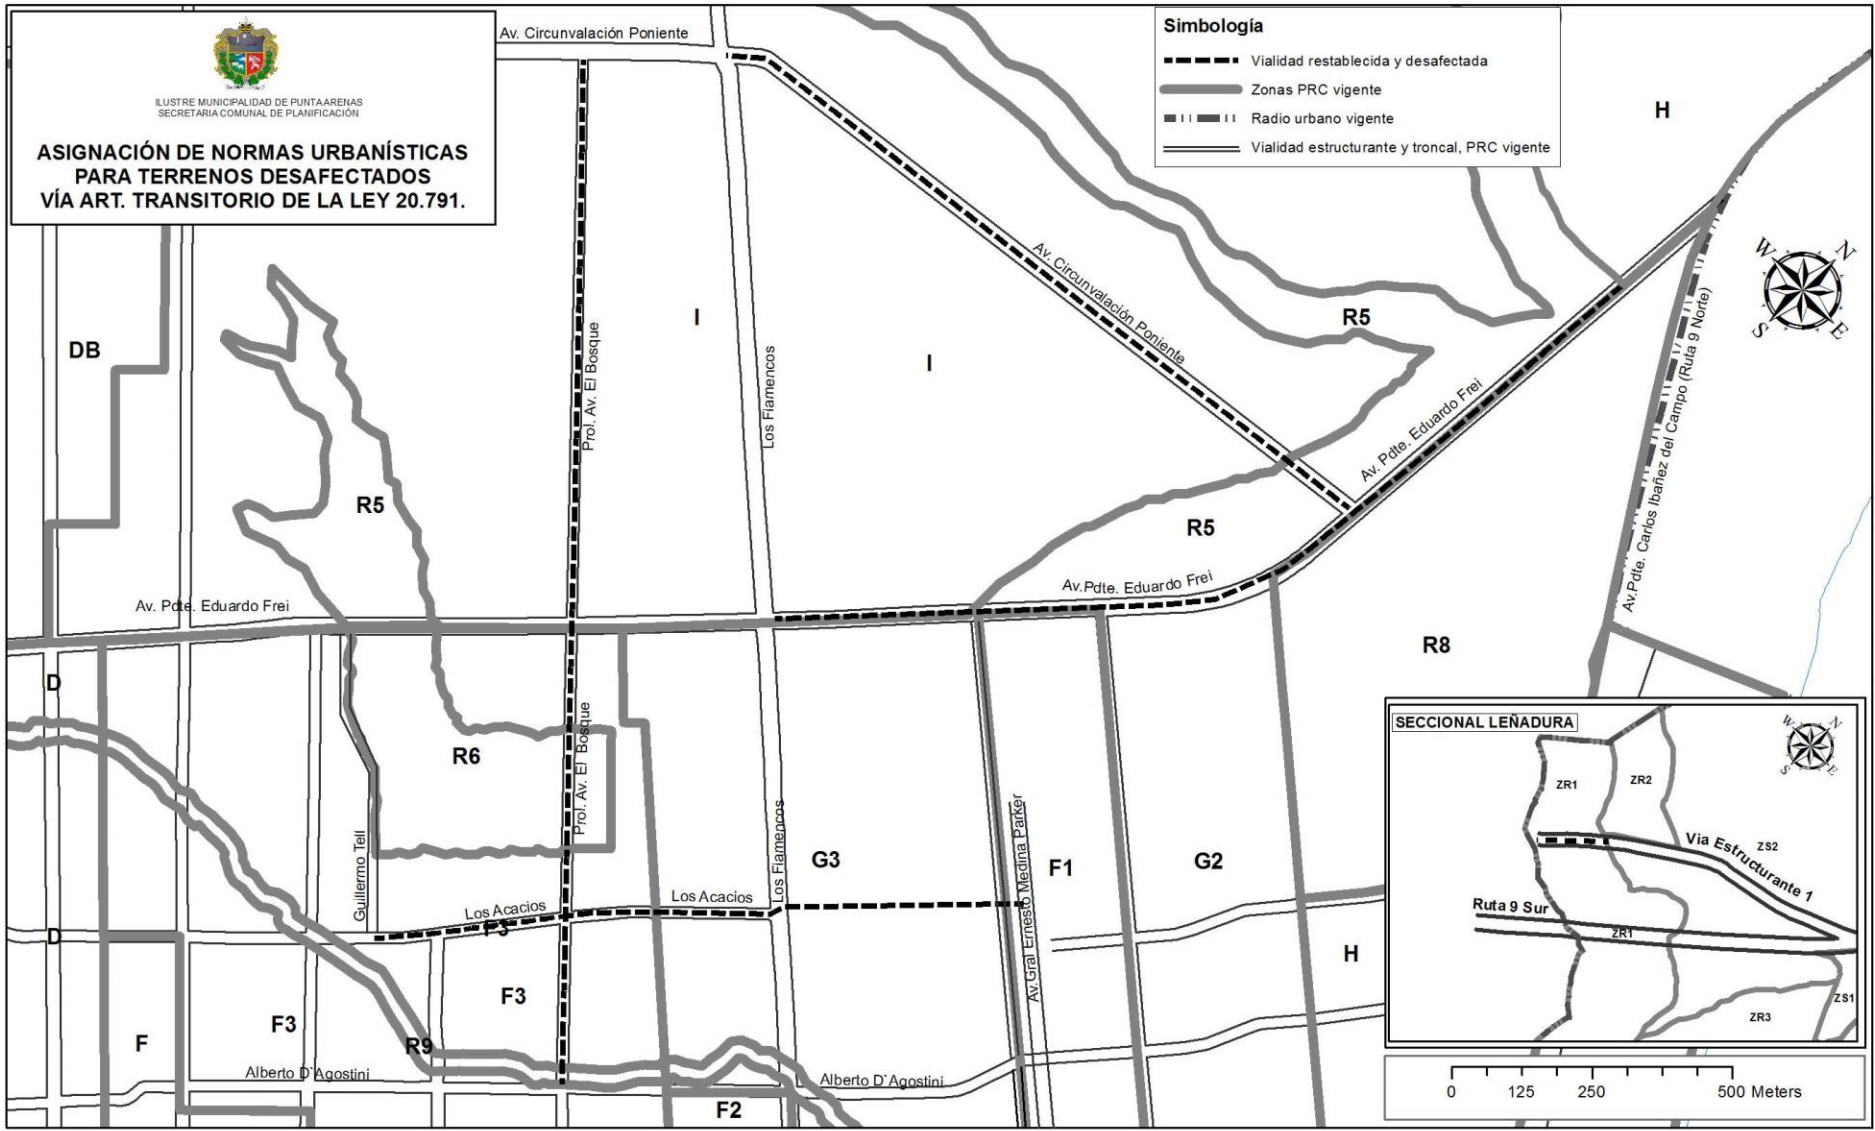 ILUSTRE MUNICIPALIDAD DE PUNTAARENAS
SECRETARIA COMUNAL DE PLANIFICACIÓN
ASIGNACIÓN DE NORMAS URBANÍSTICAS
PARA TERRENOS DESAFECTADOS
VÍA ART. TRANSITORIO DE LA LEY 20.791.
Av. Circunvalación Poniente
Simbología
Vialidad restablecida y desafectada
Zonas PRC vigente
Radio urbano vigente
Vialidad estructurante y troncal, PRC vigente
H
N
W
S
E
DB
I
I
R5
R5
R5
Prol. Av. El Bosque
Los Flamencos
Av. Circunvalación Poniente
Av. Pdte. Eduardo Frei
Av.Pdte. Carlos Ibañez del Campo (Ruta 9 Norte)
Av. Pdte. Eduardo Frei
Av.Pdte. Eduardo Frei
D
R6
R8
Prol. Av. El Bosque
Guillermo Tell
Los Flamencos
Av. Gral Ernesto Medina Parker
G3
F1
G2
Los Acacios
Los Acacios
F3
D
H
F3
F3
F
R9
Alberto D`Agostini
Alberto D`Agostini
F2
SECCIONAL LEÑADURA
N
W
S
E
ZR1
ZR2
Via Estructurante 1
ZS2
Ruta 9 Sur
ZR1
ZS1
ZR3
0 125 250 500 Meters